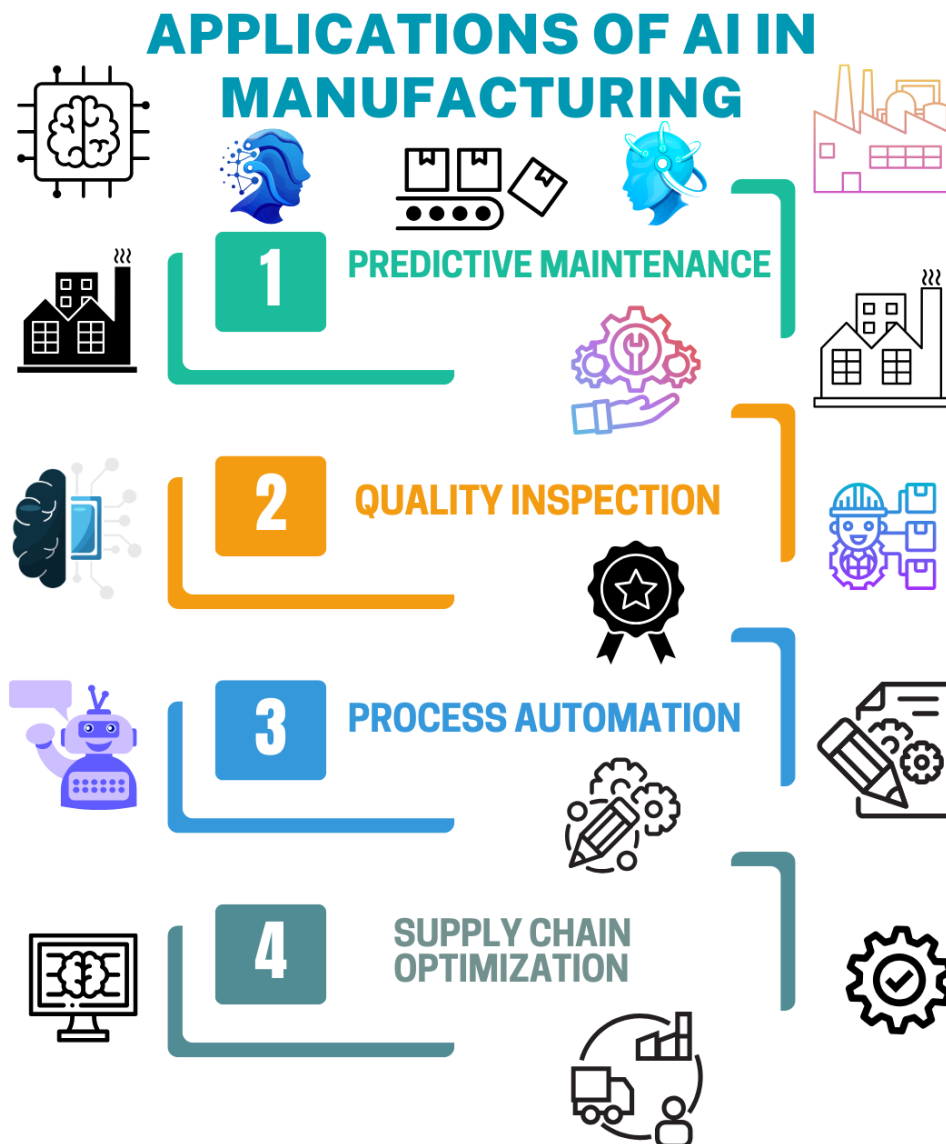 APPLICATIONS OF AI IN
MANUFACTURING
1
PREDICTIVE MAINTENANCE
2
QUALITY INSPECTION
3
PROCESS AUTOMATION
4
SUPPLY CHAIN
OPTIMIZATION